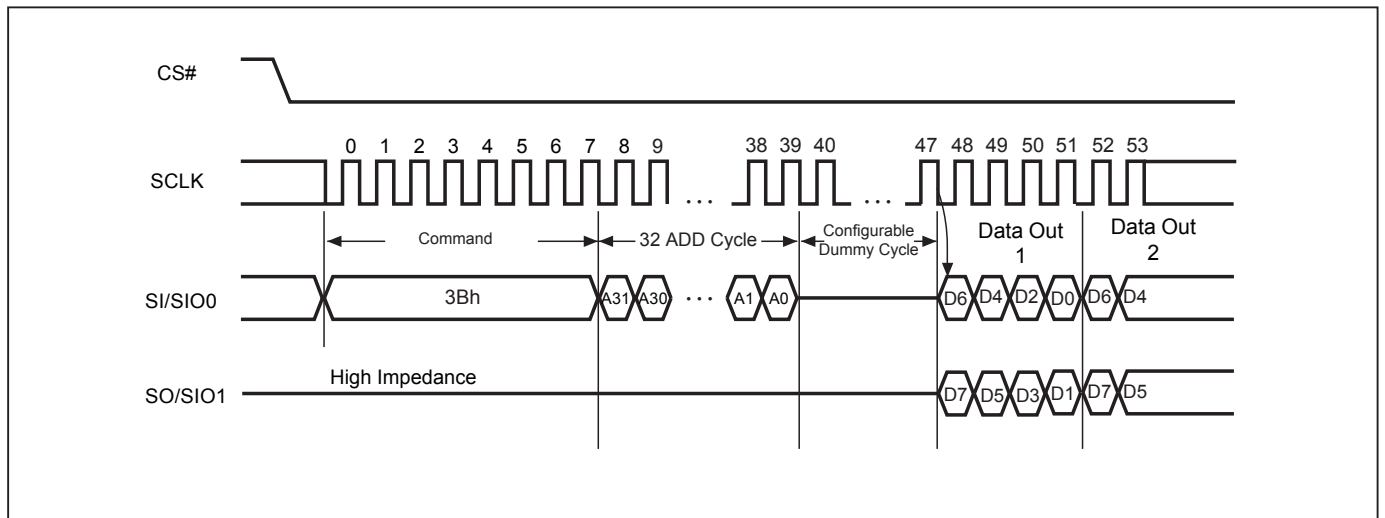 CS#
0 1 2 3 4 5 6 7 8 9 38 39 40 47 48 49 50 51 52 53
SCLK
... ...
Command 32 ADD Cycle Configurable Dummy Cycle Data Out 1 Data Out 2
SI/SIO0 3Bh A31 A30 ... A1 A0 D6 D4 D2 D0 D6 D4
High Impedance
SO/SIO1 D7 D5 D3 D1 D7 D5